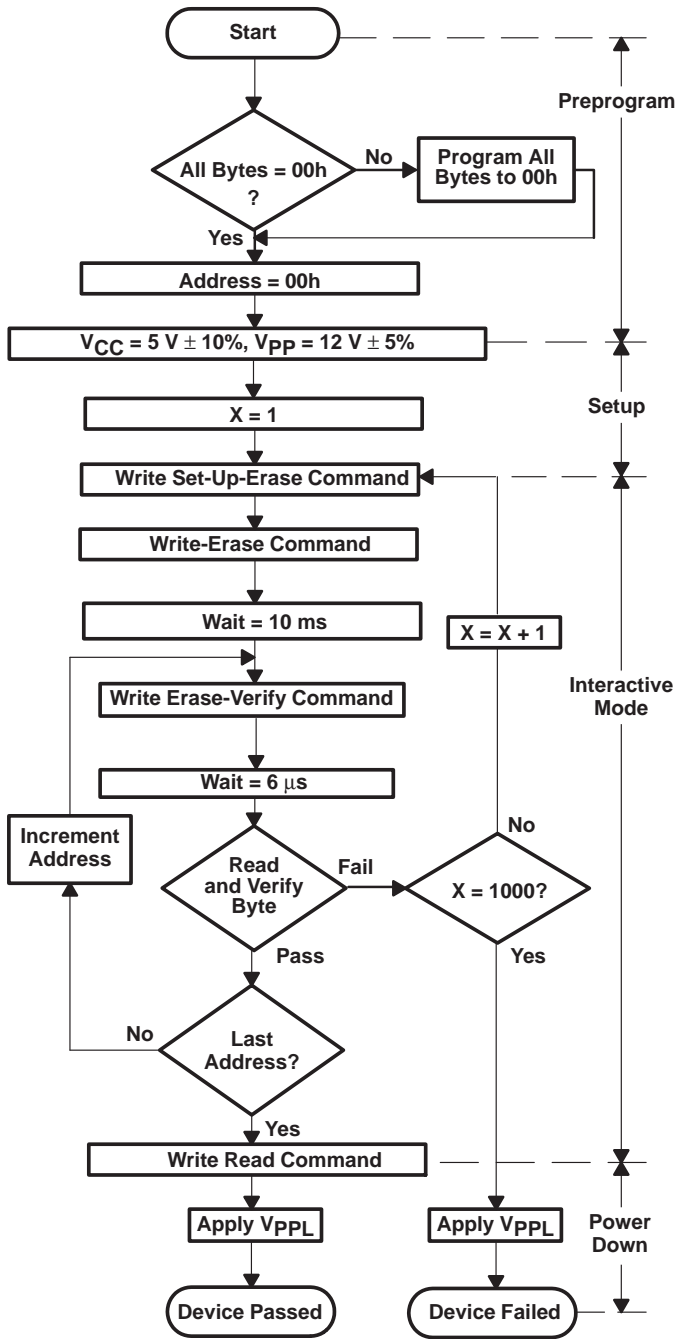 Start
Preprogram
All Bytes = 00h
?
No
Program All
Bytes to 00h
Yes
Address = 00h
VCC = 5 V ± 10%, VPP = 12 V ± 5%
X = 1
Setup
Write Set-Up-Erase Command
Write-Erase Command
Wait = 10 ms
X = X + 1
Interactive
Mode
Write Erase-Verify Command
Wait = 6 μs
Increment
Address
Read
and Verify
Byte
Fail
No
X = 1000?
Pass
Yes
No
Last
Address?
Yes
Write Read Command
Apply VPPL
Apply VPPL
Power
Down
Device Passed
Device Failed